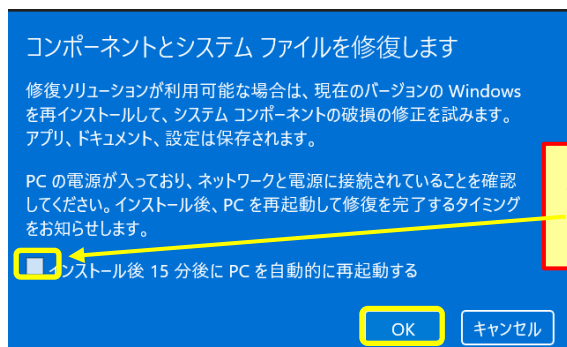 コンポーネントとシステム ファイルを修復します
修復ソリューションが利用可能な場合は、現在のバージョンの Windows
を再インストールして、システム コンポーネントの破損の修正を試みます。
アプリ、ドキュメント、設定は保存されます。
PC の電源が入っており、ネットワークと電源に接続されていることを確認
してください。インストール後、PC を再起動して修復を完了するタイミング
をお知らせします。
インストール後 15 分後に PC を自動的に再起動する
OK
キャンセル